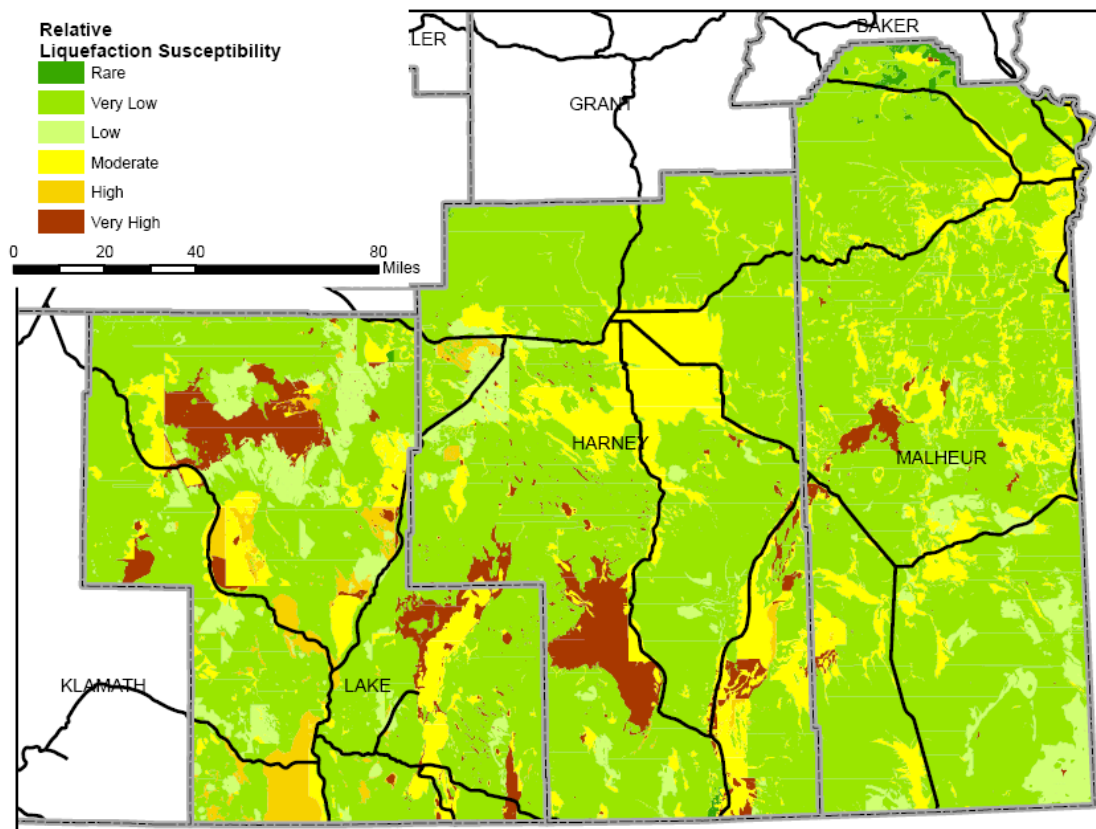 Relative
Liquefaction Susceptibility
Rare
Very Low
Low
Moderate
High
Very High
0 20 40 80
Miles
LER
BAKER
GRANT
HARNEY
MALHEUR
KLAMATH
LAKE